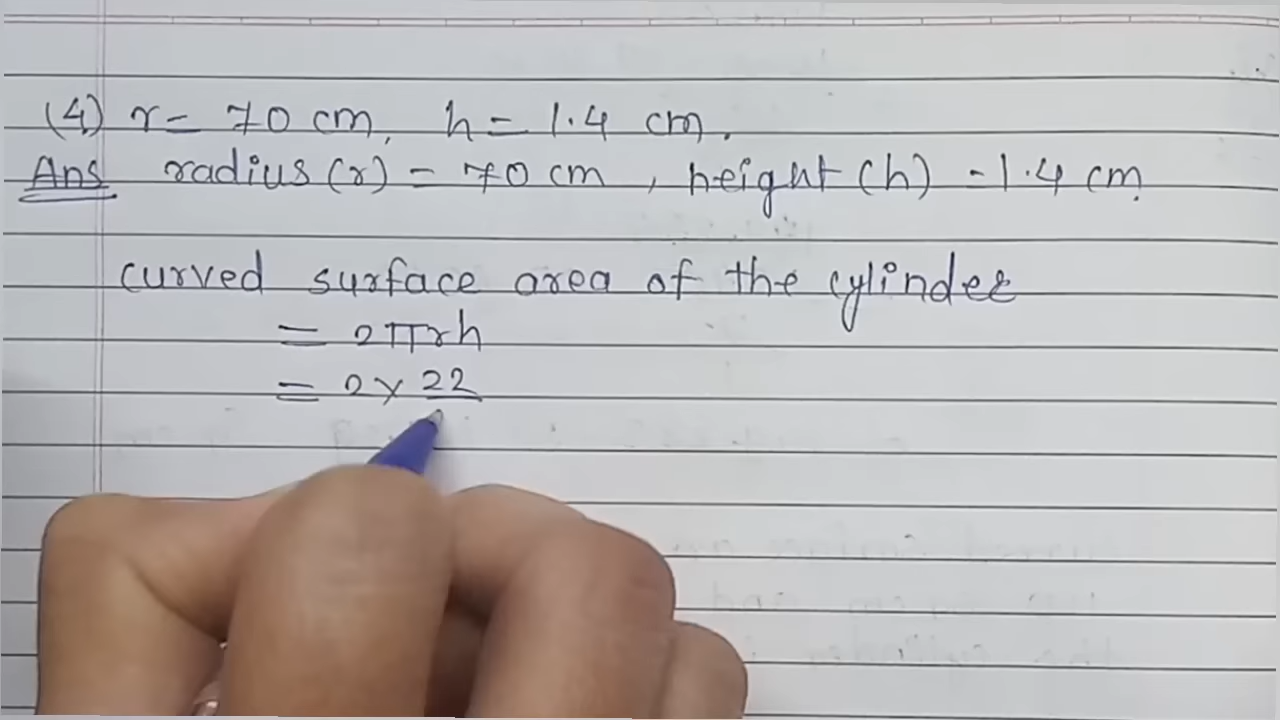 (4) r = 70 cm, h = 1.4 cm.
Ans radius (r) = 70 cm, height (h) = 1.4 cm.
curved surface area of the cylinder
= 2πrh
= 2 × 22